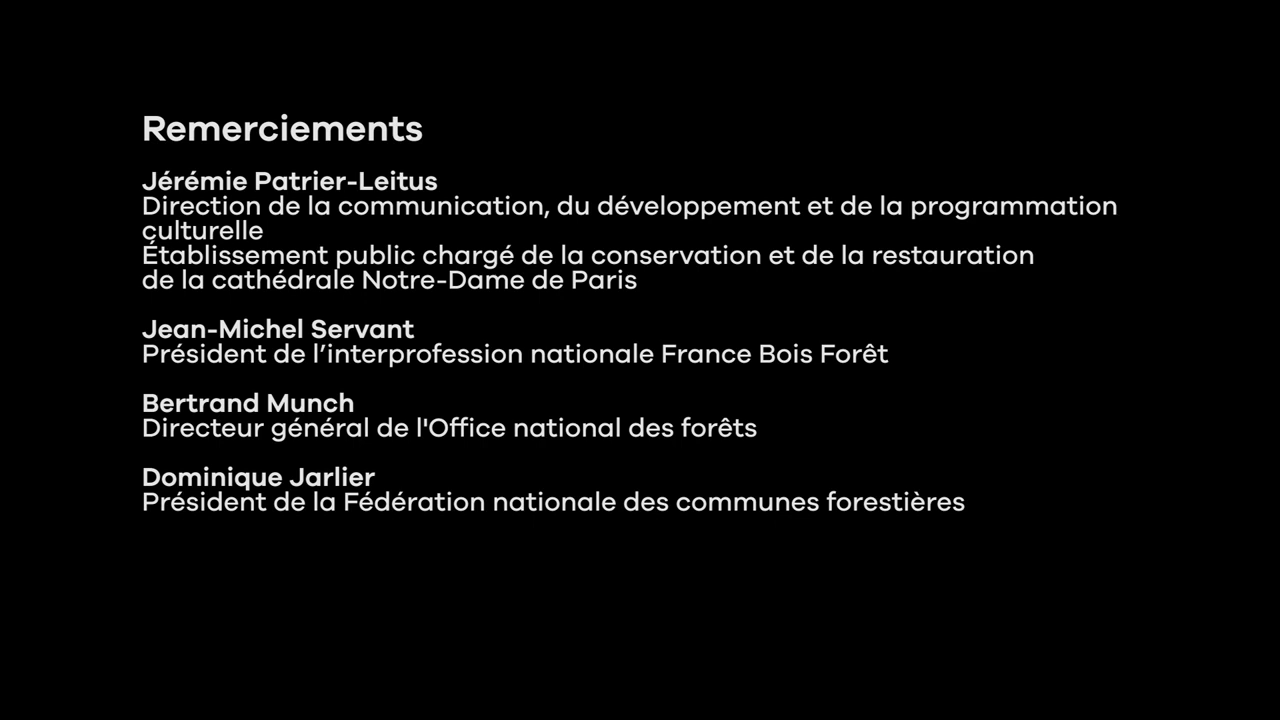 Remerciements
Jérémie Patrier-Leitus
Direction de la communication, du développement et de la programmation
culturelle
Établissement public chargé de la conservation et de la restauration
de la cathédrale Notre-Dame de Paris
Jean-Michel Servant
Président de l’interprofession nationale France Bois Forêt
Bertrand Munch
Directeur général de l'Office national des forêts
Dominique Jarlier
Président de la Fédération nationale des communes forestières